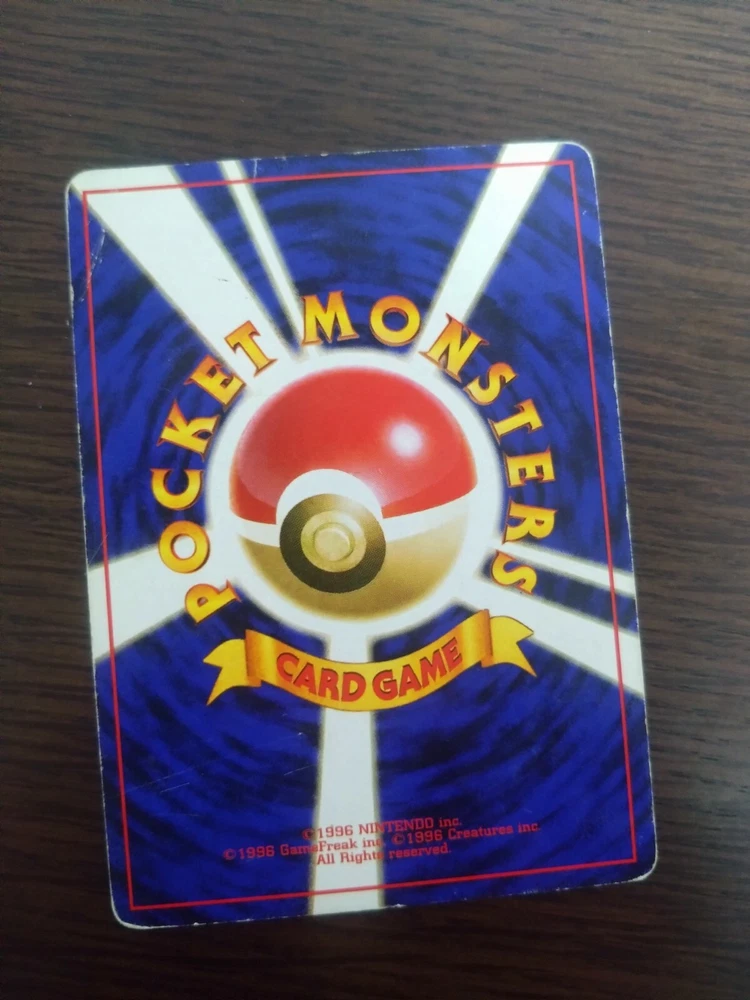 POCKET MONSTERS
CARD GAME
©1996 NINTENDO inc.
©1996 GameFreak inc. ©1996 Creatures inc.
All Rights reserved.